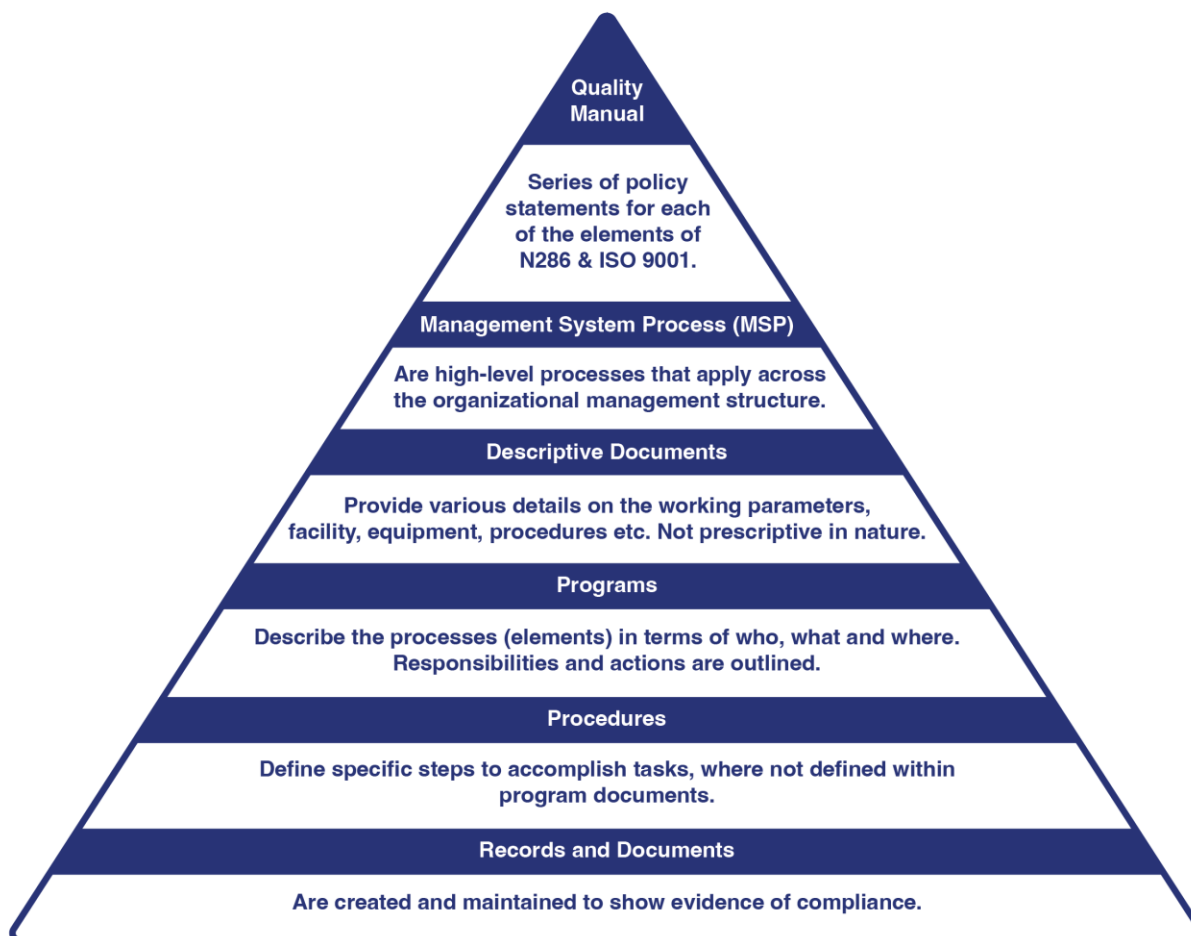 Quality
Manual
Series of policy
statements for each
of the elements of
N286 & ISO 9001.
Management System Process (MSP)
Are high-level processes that apply across
the organizational management structure.
Descriptive Documents
Provide various details on the working parameters,
facility, equipment, procedures etc. Not prescriptive in nature.
Programs
Describe the processes (elements) in terms of who, what and where.
Responsibilities and actions are outlined.
Procedures
Define specific steps to accomplish tasks, where not defined within
program documents.
Records and Documents
Are created and maintained to show evidence of compliance.